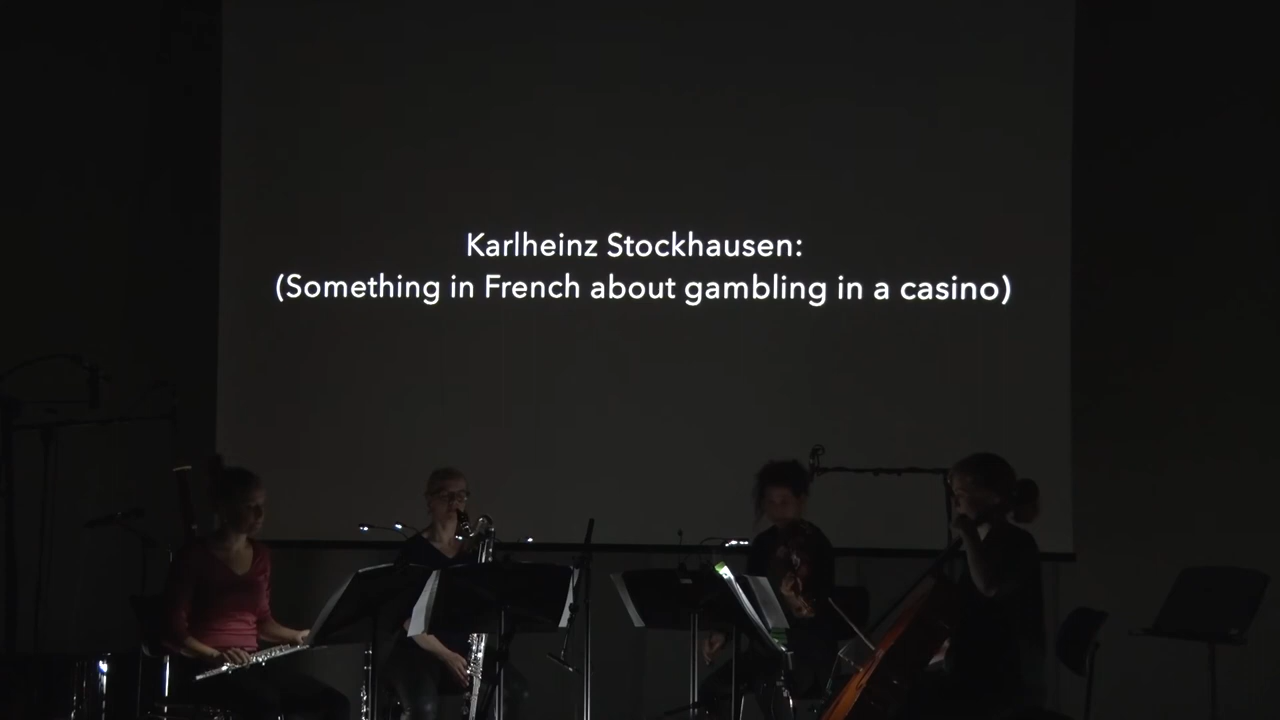 Karlheinz Stockhausen:
(Something in French about gambling in a casino)